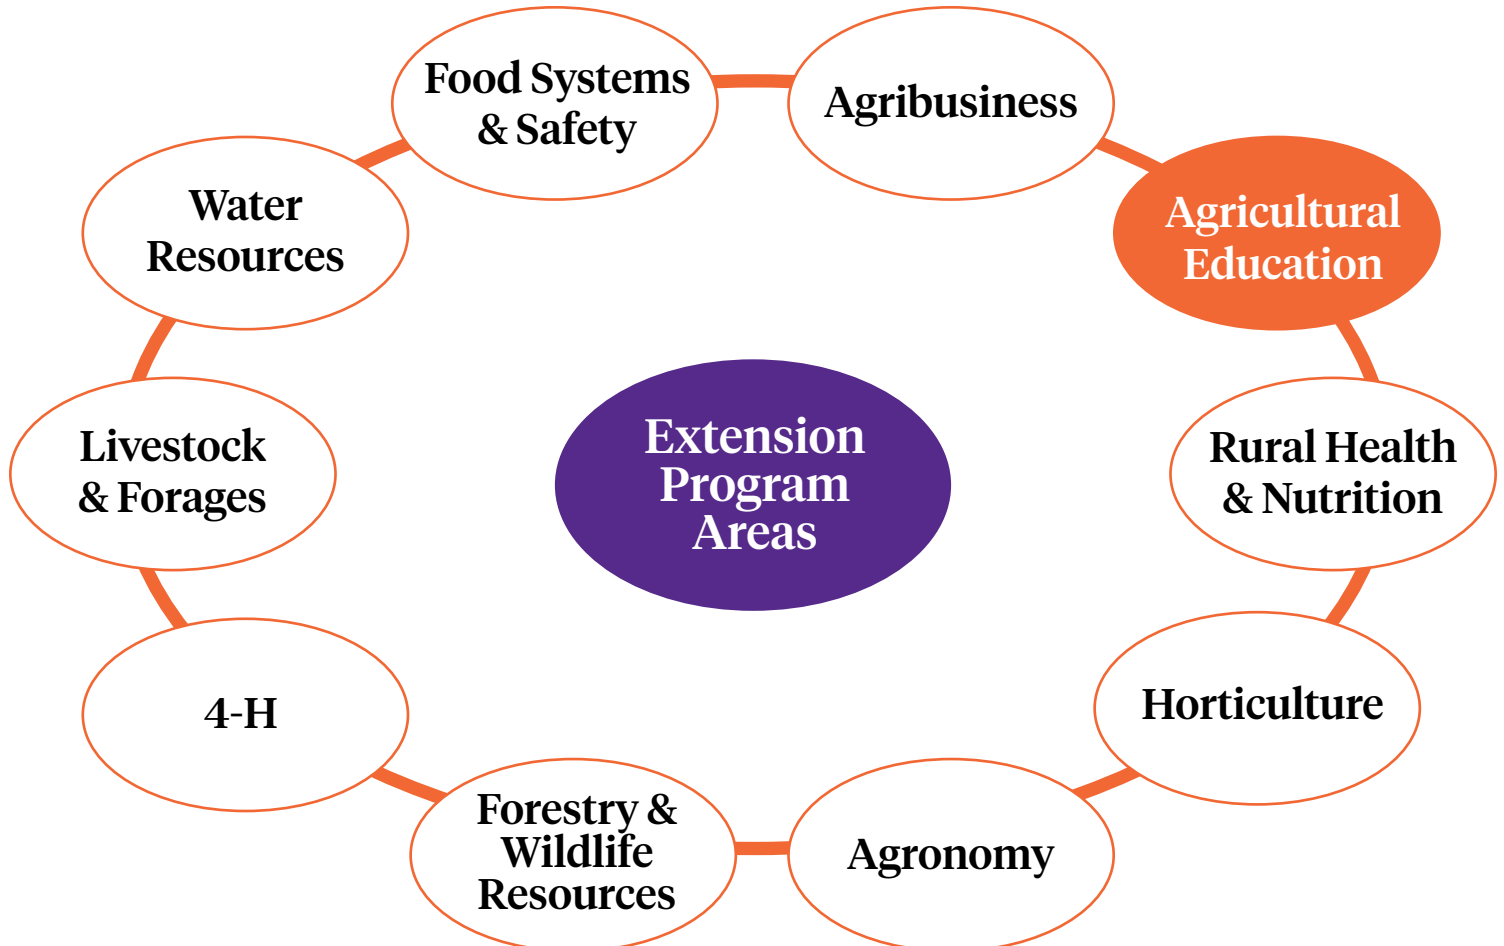 Food Systems
& Safety
Agribusiness
Water
Resources
Agricultural
Education
Extension
Program
Areas
Livestock
& Forages
Rural Health
& Nutrition
4-H
Horticulture
Forestry &
Wildlife
Resources
Agronomy